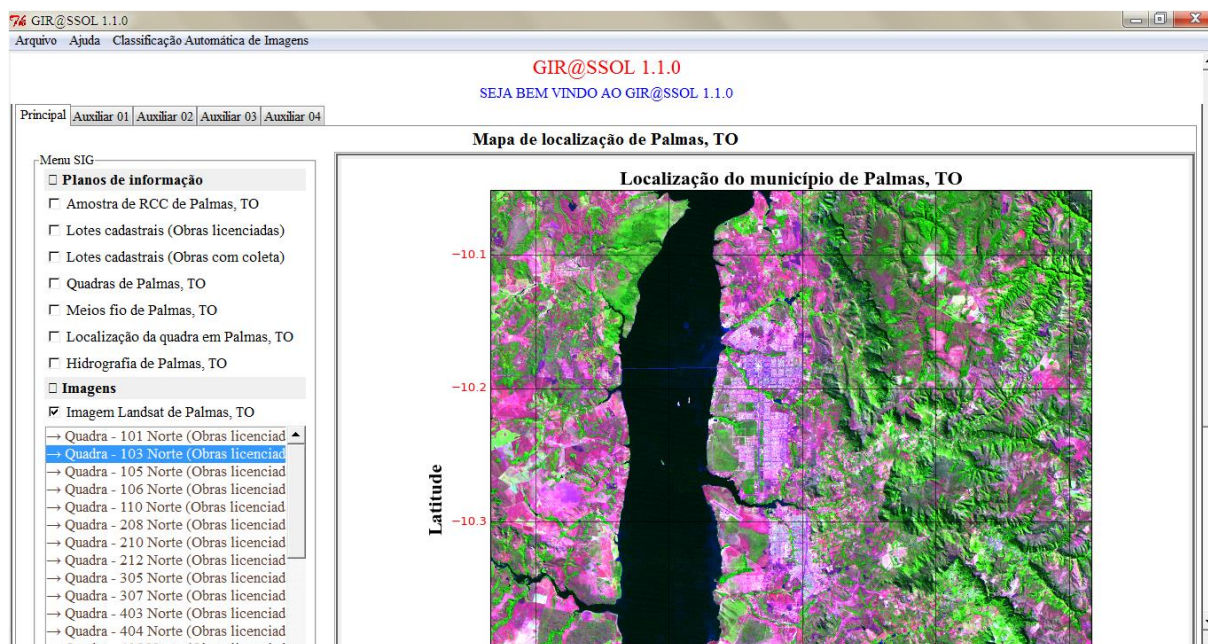 GIR@SSOL 1.1.0
Arquivo Ajuda Classificação Automática de Imagens
GIR@SSOL 1.1.0
SEJA BEM VINDO AO GIR@SSOL 1.1.0
Principal Auxiliar 01 Auxiliar 02 Auxiliar 03 Auxiliar 04
Mapa de localização de Palmas, TO
Menu SIG
Planos de informação
Amostra de RCC de Palmas, TO
Lotes cadastrais (Obras licenciadas)
Lotes cadastrais (Obras com coleta)
Quadras de Palmas, TO
Meios fio de Palmas, TO
Localização da quadra em Palmas, TO
Hidrografia de Palmas, TO
Imagens
Imagem Landsat de Palmas, TO
→ Quadra - 101 Norte (Obras licenciad
→ Quadra - 103 Norte (Obras licenciad
→ Quadra - 105 Norte (Obras licenciad
→ Quadra - 106 Norte (Obras licenciad
→ Quadra - 110 Norte (Obras licenciad
→ Quadra - 208 Norte (Obras licenciad
→ Quadra - 210 Norte (Obras licenciad
→ Quadra - 212 Norte (Obras licenciad
→ Quadra - 305 Norte (Obras licenciad
→ Quadra - 307 Norte (Obras licenciad
→ Quadra - 403 Norte (Obras licenciad
→ Quadra - 404 Norte (Obras licenciad
Localização do município de Palmas, TO
−10.1
−10.2
−10.3
Latitude